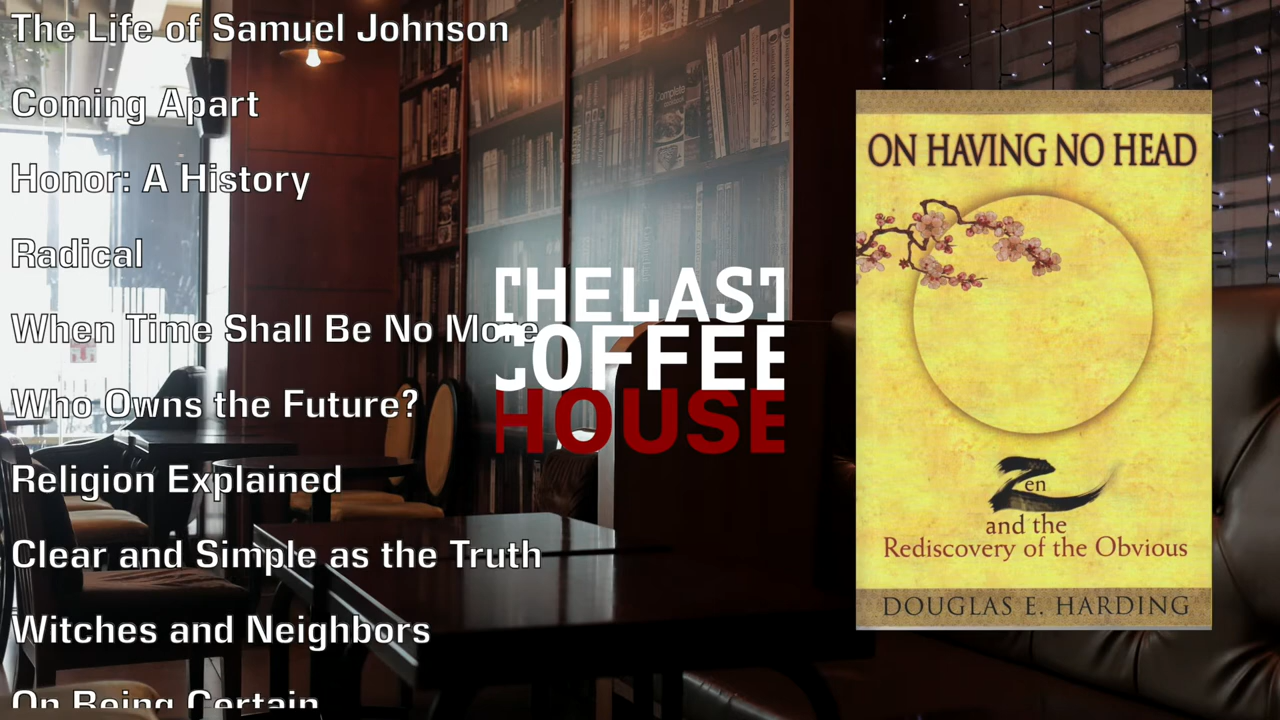 The Life of Samuel Johnson
Coming Apart
Honor: A History
Radical
When Time Shall Be No More
Who Owns the Future?
Religion Explained
Clear and Simple as the Truth
Witches and Neighbors
On Being Certain
THE LAST
COFFEE
HOUSE
ON HAVING NO HEAD
Zen
and the
Rediscovery of the Obvious
DOUGLAS E. HARDING